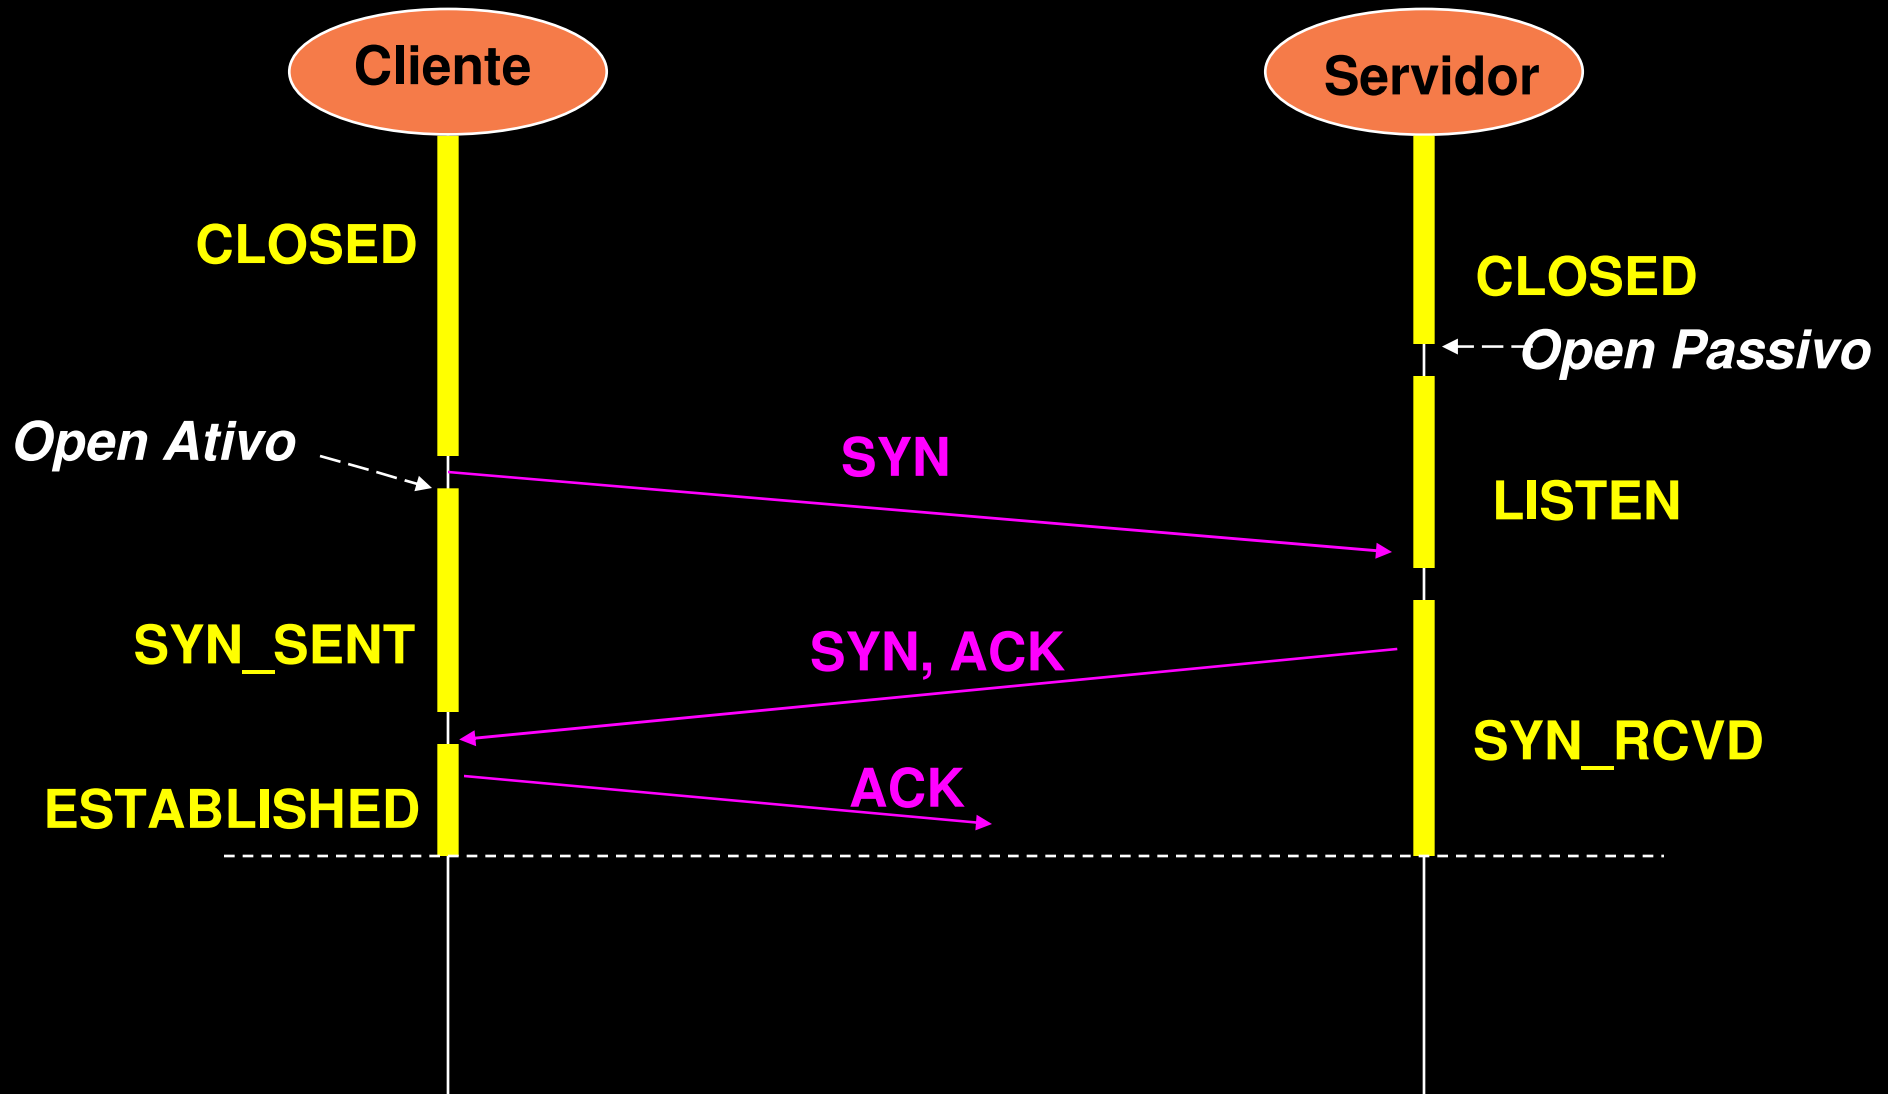 Cliente
Servidor
CLOSED
CLOSED
Open Passivo
Open Ativo
SYN
LISTEN
SYN_SENT
SYN, ACK
SYN_RCVD
ACK
ESTABLISHED